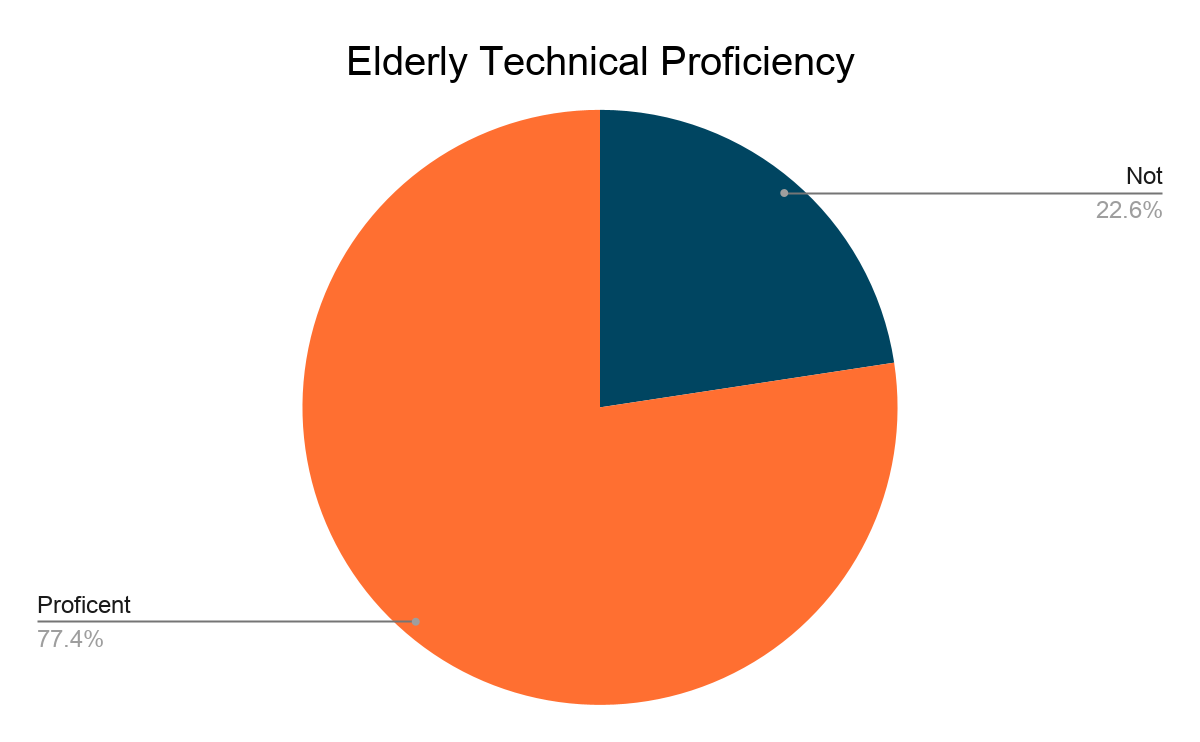 Elderly Technical Proficiency
Not
22.6%
Proficent
77.4%